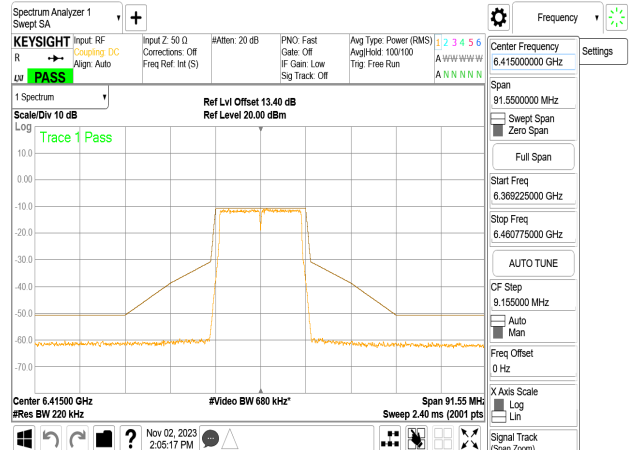 Spectrum Analyzer 1
Swept SA
Frequency
KEYSIGHT
R
LXI
PASS
Input: RF
Coupling: DC
Align: Auto
Input Z: 50 Ω
Corrections: Off
Freq Ref: Int (S)
#Atten: 20 dB
PNO: Fast
Gate: Off
IF Gain: Low
Sig Track: Off
Avg Type: Power (RMS)
Avg|Hold: 100/100
Trig: Free Run
1 2 3 4 5 6
A W W W W W
A N N N N N
1 Spectrum
Scale/Div 10 dB
Ref Lvl Offset 13.40 dB
Ref Level 20.00 dBm
Log
Trace 1 Pass
10.0
0.00
-10.0
-20.0
-30.0
-40.0
-50.0
-60.0
-70.0
Center 6.41500 GHz
#Res BW 220 kHz
#Video BW 680 kHz*
Span 91.55 MHz
Sweep 2.40 ms (2001 pts
Nov 02, 2023
2:05:17 PM
Center Frequency
6.415000000 GHz
Settings
Span
91.5500000 MHz
Swept Span
Zero Span
Full Span
Start Freq
6.369225000 GHz
Stop Freq
6.460775000 GHz
AUTO TUNE
CF Step
9.155000 MHz
Auto
Man
Freq Offset
0 Hz
X Axis Scale
Log
Lin
Signal Track
(Span Zoom)